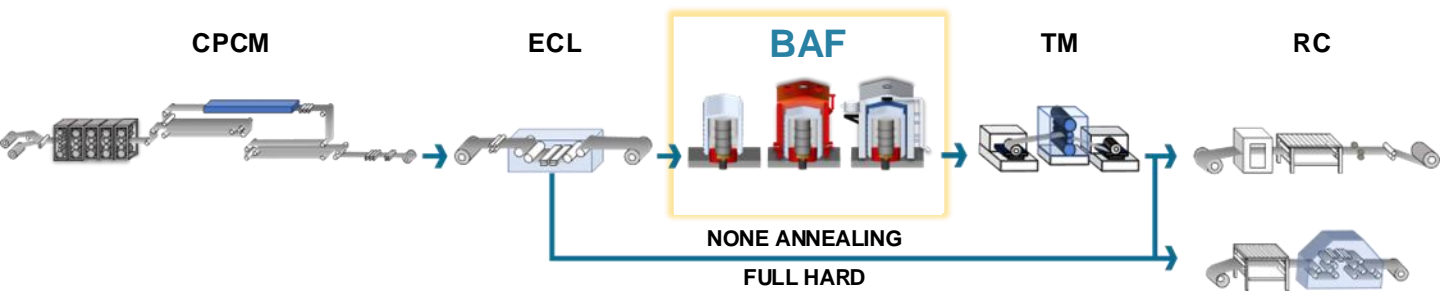 CPCM
ECL
BAF
TM
RC
NONE ANNEALING
FULL HARD